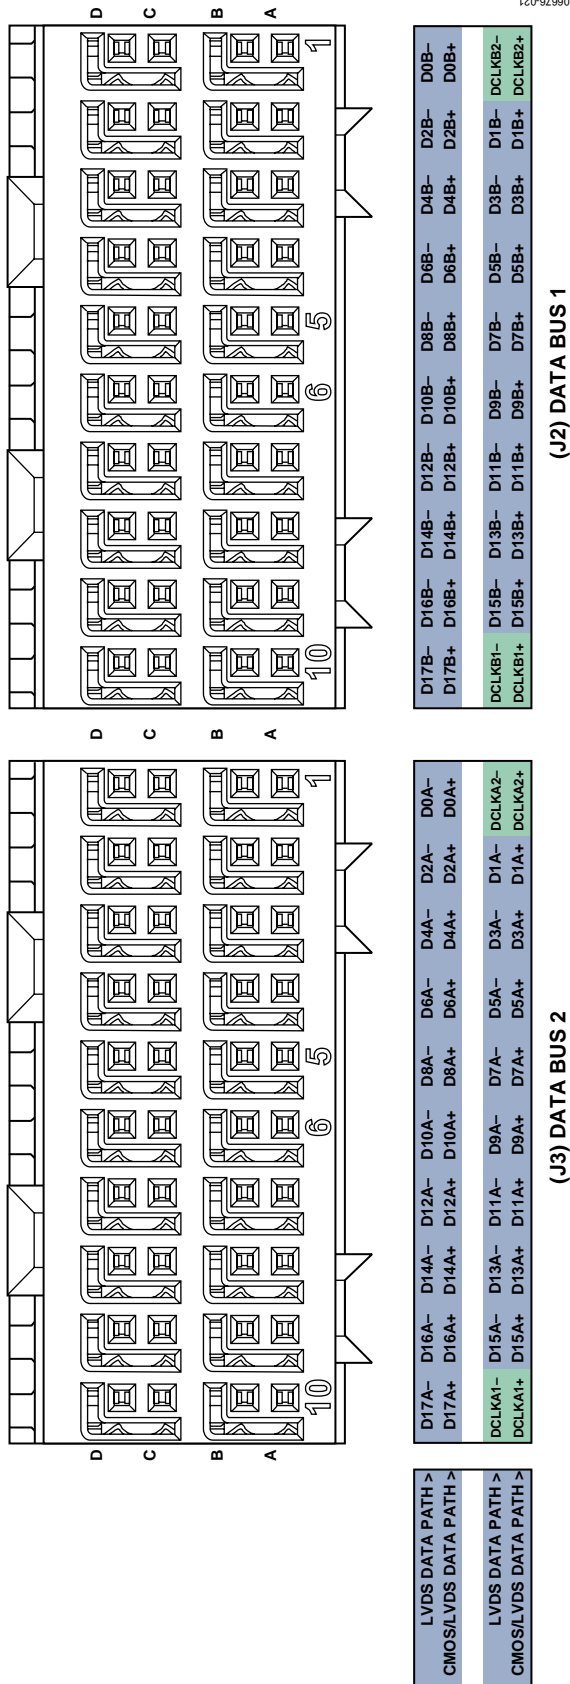 D D D
C C C
B B B
A A A
10 6 5 1 10 6 5 1
LVDS DATA PATH > D17A– D16A– D14A– D12A– D10A– D8A– D6A– D4A– D2A– D0A– D17B– D16B– D14B– D12B– D10B– D8B– D6B– D4B– D2B– D0B–
CMOS/LVDS DATA PATH > D17A+ D16A+ D14A+ D12A+ D10A+ D8A+ D6A+ D4A+ D2A+ D0A+ D17B+ D16B+ D14B+ D12B+ D10B+ D8B+ D6B+ D4B+ D2B+ D0B+
LVDS DATA PATH > DCLKA1– D15A– D13A– D11A– D9A– D7A– D5A– D3A– D1A– DCLKA2– DCLKB1– D15B– D13B– D11B– D9B– D7B– D5B– D3B– D1B– DCLKB2–
CMOS/LVDS DATA PATH > DCLKA1+ D15A+ D13A+ D11A+ D9A+ D7A+ D5A+ D3A+ D1A+ DCLKA2+ DCLKB1+ D15B+ D13B+ D11B+ D9B+ D7B+ D5B+ D3B+ D1B+ DCLKB2+
(J3) DATA BUS 2 (J2) DATA BUS 1
06676-021